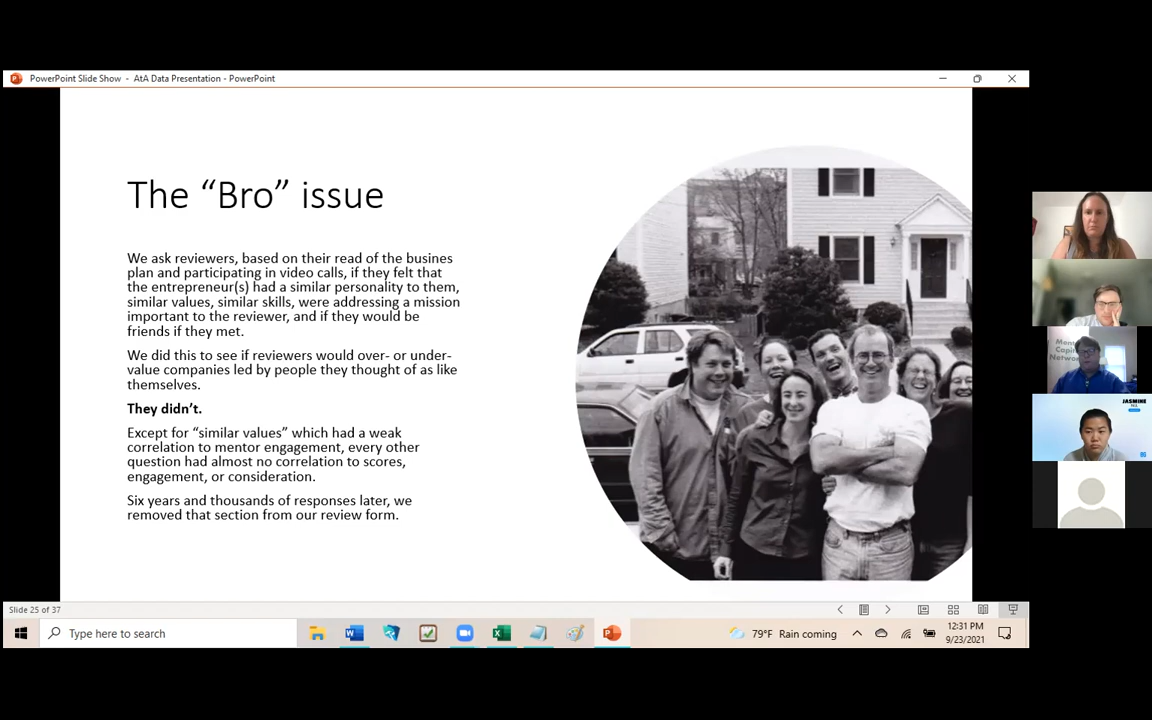 PowerPoint Slide Show - AtA Data Presentation - PowerPoint
The “Bro” issue
We ask reviewers, based on their read of the busines
plan and participating in video calls, if they felt that
the entrepreneur(s) had a similar personality to them,
similar values, similar skills, were addressing a mission
important to the reviewer, and if they would be
friends if they met.
We did this to see if reviewers would over- or under-
value companies led by people they thought of as like
themselves.
They didn’t.
Except for “similar values” which had a weak
correlation to mentor engagement, every other
question had almost no correlation to scores,
engagement, or consideration.
Six years and thousands of responses later, we
removed that section from our review form.
JASMINE
Slide 25 of 37
Type here to search
79°F Rain coming
12:31 PM
9/23/2021